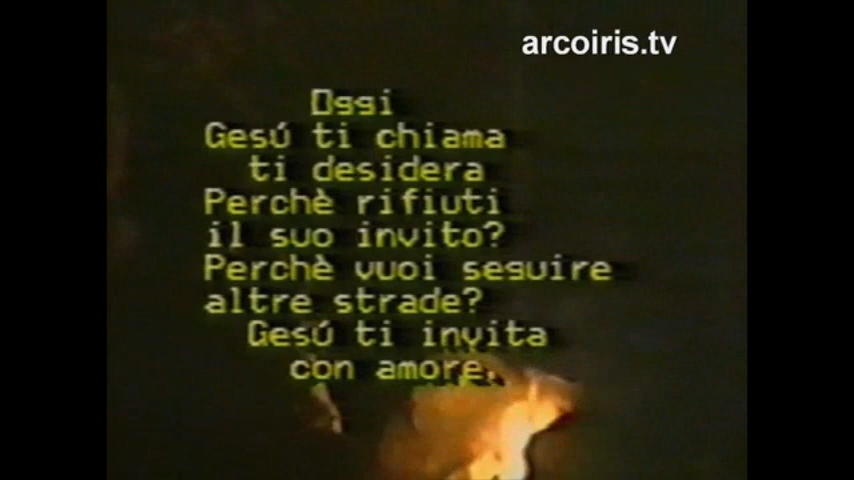 arcoiris.tv
Oggi
Gesú ti chiama
ti desidera
Perchè rifiuti
il suo invito?
Perchè vuoi seguire
altre strade?
Gesú ti invita
con amore.